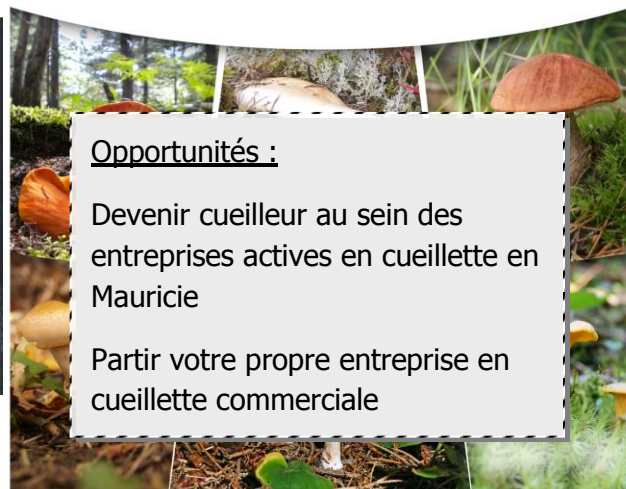 Opportunités :
Devenir cueilleur au sein des
entreprises actives en cueillette en
Mauricie
Partir votre propre entreprise en
cueillette commerciale